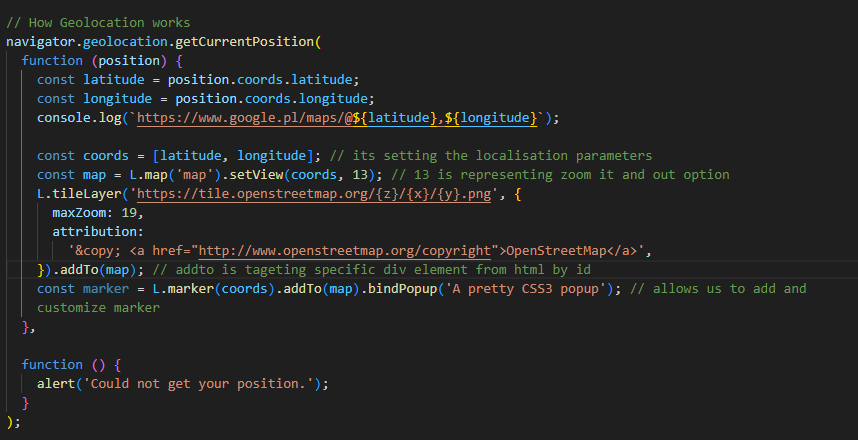 // How Geolocation works
navigator.geolocation.getCurrentPosition(
  function (position) {
    const latitude = position.coords.latitude;
    const longitude = position.coords.longitude;
    console.log(`https://www.google.pl/maps/@${latitude},${longitude}`);

    const coords = [latitude, longitude]; // its setting the localisation parameters
    const map = L.map('map').setView(coords, 13); // 13 is representing zoom it and out option
    L.tileLayer('https://tile.openstreetmap.org/{z}/{x}/{y}.png', {
      maxZoom: 19,
      attribution:
        '&copy; <a href="http://www.openstreetmap.org/copyright">OpenStreetMap</a>',
    }).addTo(map); // addto is tageting specific div element from html by id
    const marker = L.marker(coords).addTo(map).bindPopup('A pretty CSS3 popup'); // allows us to add and
    customize marker
  },

  function () {
    alert('Could not get your position.');
  }
);